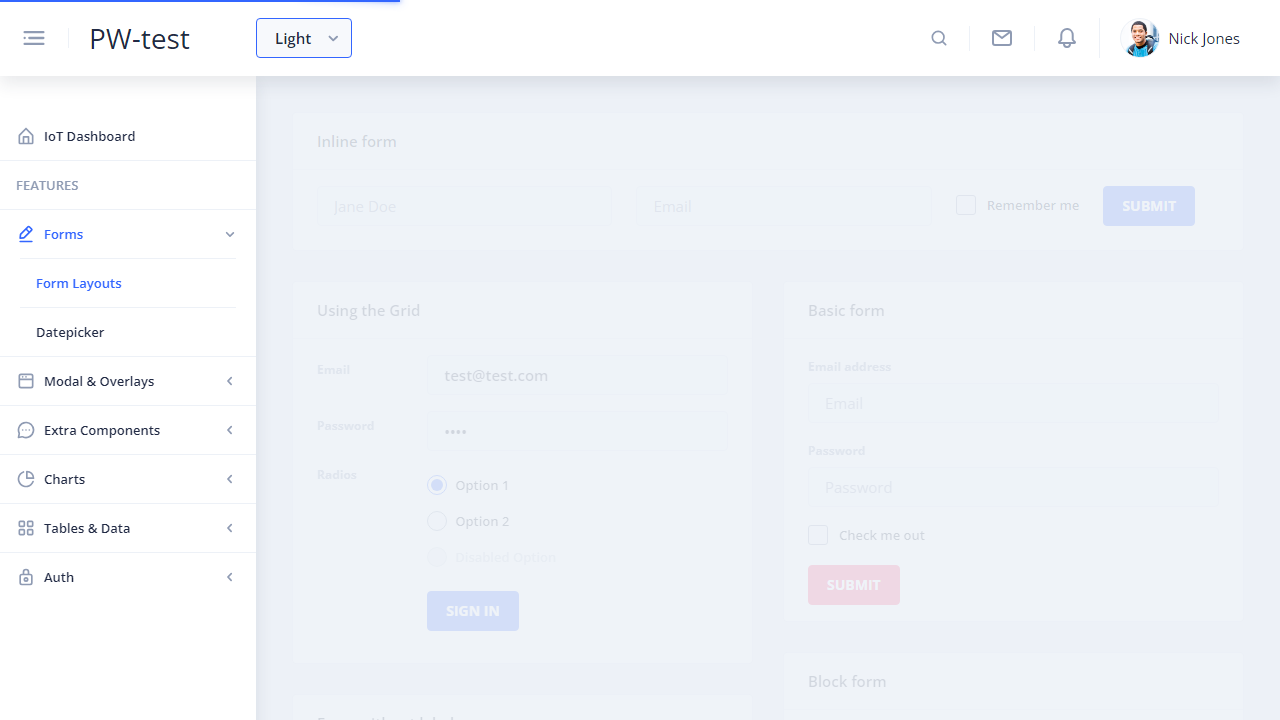 PW-test
Light
Nick Jones
IoT Dashboard
FEATURES
Forms
Form Layouts
Datepicker
Modal & Overlays
Extra Components
Charts
Tables & Data
Auth
Inline form
Jane Doe
Email
Remember me
SUBMIT
Using the Grid
Email
test@test.com
Password
••••
Radios
Option 1
Option 2
Disabled Option
SIGN IN
Basic form
Email address
Email
Password
Password
Check me out
SUBMIT
Block form